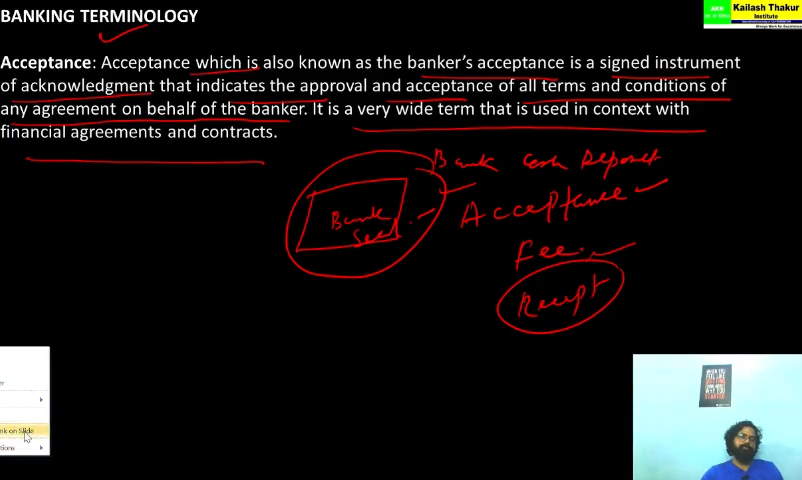 BANKING TERMINOLOGY
Kailash Thakur
Institute
Acceptance: Acceptance which is also known as the banker's acceptance is a signed instrument
of acknowledgment that indicates the approval and acceptance of all terms and conditions of
any agreement on behalf of the banker. It is a very wide term that is used in context with
financial agreements and contracts.
Bank Cash Deposit
Acceptance
Bank
Seal
Fee
Receipt